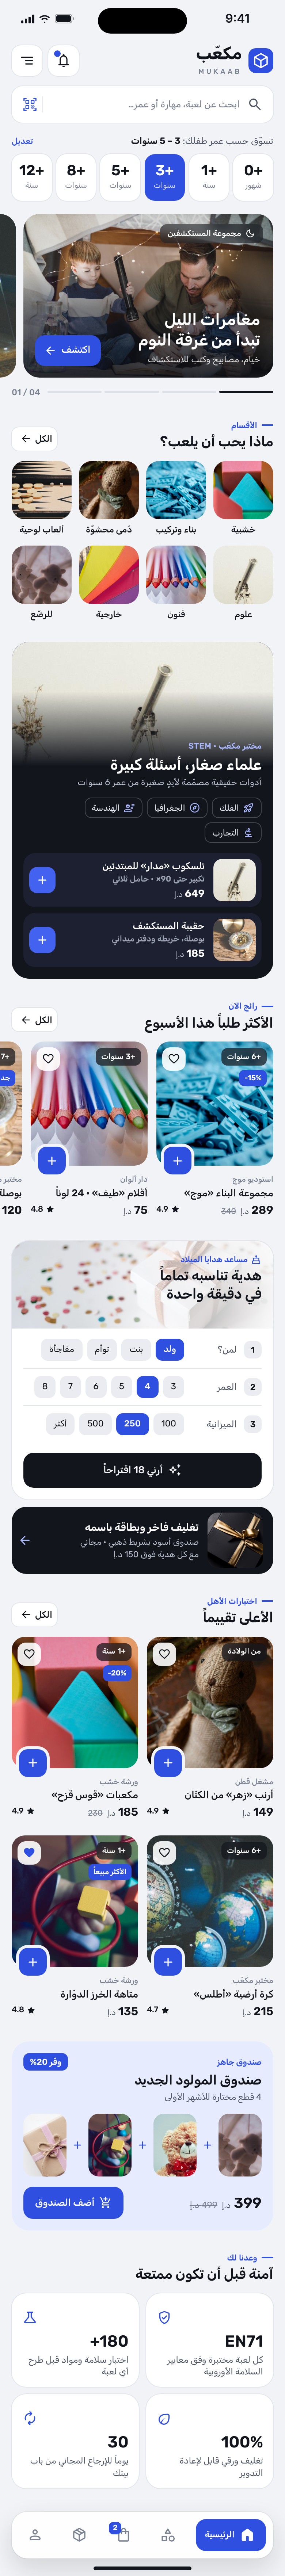 9:41
مكعّب
MUKAAB
ابحث عن لعبة، مهارة أو عمر…
تسوّق حسب عمر طفلك: 3 – 5 سنوات
تعديل
0+
شهور
1+
سنة
3+
سنوات
5+
سنوات
8+
سنوات
12+
سنة
مجموعة المستكشفين
مغامرات الليل
تبدأ من غرفة النوم
خيام، مصابيح وكتب للاستكشاف
اكتشف
01 / 04
الأقسام
ماذا يحب أن يلعب؟
الكل
خشبية
بناء وتركيب
دُمى محشوّة
ألعاب لوحية
علوم
فنون
خارجية
للرضّع
مختبر مكعّب • STEM
علماء صغار، أسئلة كبيرة
أدوات حقيقية مصمّمة لأيدٍ صغيرة من عمر 6 سنوات
الفلك
الجغرافيا
الهندسة
التجارب
تلسكوب «مدار» للمبتدئين
تكبير حتى 90× • حامل ثلاثي
649 د.إ
حقيبة المستكشف
بوصلة، خريطة ودفتر ميداني
185 د.إ
رائج الآن
الأكثر طلباً هذا الأسبوع
الكل
6+ سنوات
-15%
استوديو موج
مجموعة البناء «موج»
289 د.إ 340
4.9
3+ سنوات
دار ألوان
أقلام «طيف» • 24 لوناً
75 د.إ
4.8
7+
جد
مختبر م
بوصلة
120
مساعد هدايا الميلاد
هدية تناسبه تماماً
في دقيقة واحدة
1
لمن؟
ولد
بنت
توأم
مفاجأة
2
العمر
3
4
5
6
7
8
3
الميزانية
100
250
500
أكثر
أرني 18 اقتراحاً
تغليف فاخر وبطاقة باسمه
صندوق أسود بشريط ذهبي • مجاني
مع كل هدية فوق 150 د.إ
اختيارات الأهل
الأعلى تقييماً
الكل
من الولادة
مشغل قُطن
أرنب «زهر» من الكتّان
149 د.إ
4.9
1+ سنة
-20%
ورشة خشب
مكعبات «قوس قزح»
185 د.إ 230
4.9
6+ سنوات
مختبر مكعّب
كرة أرضية «أطلس»
215 د.إ
4.7
1+ سنة
الأكثر مبيعاً
ورشة خشب
متاهة الخرز الدوّارة
135 د.إ
4.8
صندوق جاهز
وفّر 20%
صندوق المولود الجديد
4 قطع مختارة للأشهر الأولى
399 د.إ 499 د.إ
أضف الصندوق
وعدنا لك
آمنة قبل أن تكون ممتعة
EN71
كل لعبة مختبرة وفق معايير
السلامة الأوروبية
180+
اختبار سلامة ومواد قبل طرح
أي لعبة
100%
تغليف ورقي قابل لإعادة
التدوير
30
يوماً للإرجاع المجاني من باب
بيتك
الرئيسية
2